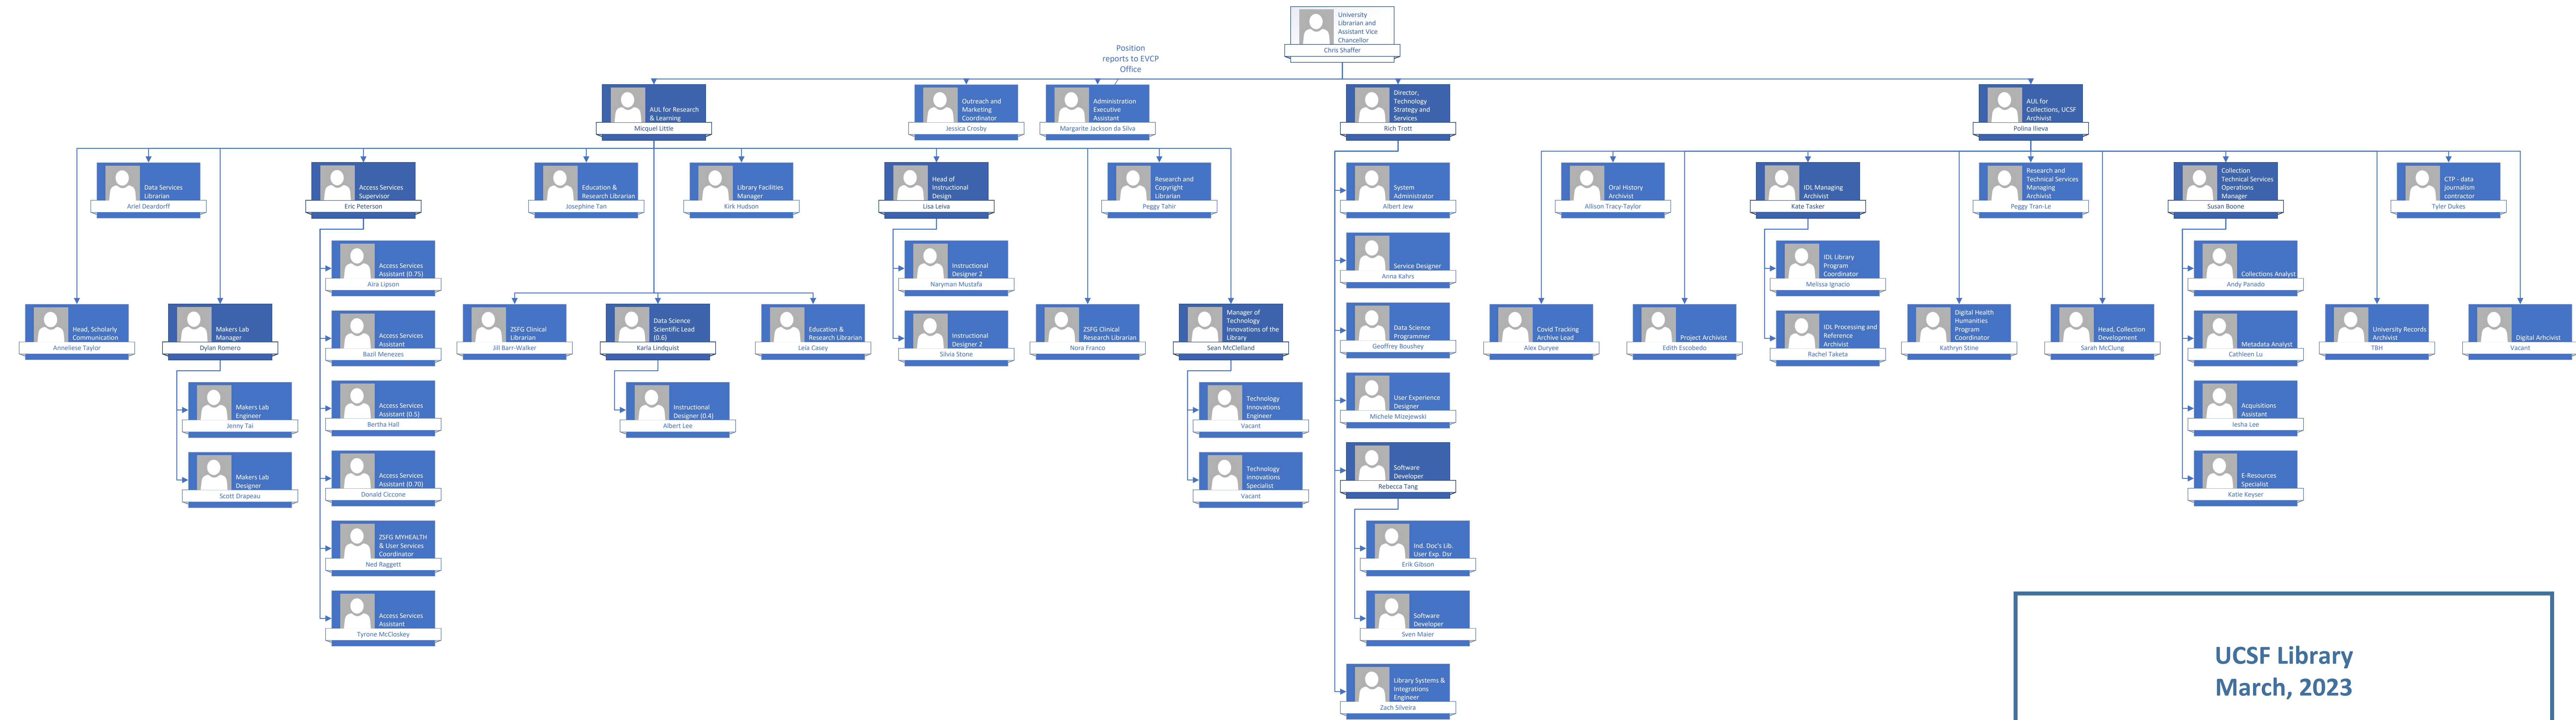 University
Librarian and
Assistant Vice
Chancellor
Chris Shaffer
Position
reports to EVCP
Office
AUL for Research
& Learning
Micquel Little
Outreach and
Marketing
Coordinator
Jessica Crosby
Administration
Executive
Assistant
Margarite Jackson da Silva
Director,
Technology
Strategy and
Services
Rich Trott
AUL for
Collections, UCSF
Archivist
Polina Ilieva
Data Services
Librarian
Ariel Deardorff
Access Services
Supervisor
Eric Peterson
Education &
Research Librarian
Josephine Tan
Library Facilities
Manager
Kirk Hudson
Head of
Instructional
Design
Lisa Leiva
Research and
Copyright
Librarian
Peggy Tahir
System
Administrator
Albert Jew
Oral History
Archivist
Allison Tracy-Taylor
IDL Managing
Archivist
Kate Tasker
Research and
Technical Services
Managing
Archivist
Peggy Tran-Le
Collection
Technical Services
Operations
Manager
Susan Boone
CTP - data
journalism
contractor
Tyler Dukes
Access Services
Assistant (0.75)
Aira Lipson
Instructional
Designer 2
Naryman Mustafa
Service Designer
Anna Kahrs
IDL Library
Program
Coordinator
Melissa Ignacio
Collections Analyst
Andy Panado
Head, Scholarly
Communication
Anneliese Taylor
Makers Lab
Manager
Dylan Romero
Access Services
Assistant
Bazil Menezes
ZSFG Clinical
Librarian
Jill Barr-Walker
Data Science
Scientific Lead
(0.6)
Karla Lindquist
Education &
Research Librarian
Leia Casey
Instructional
Designer 2
Silvia Stone
ZSFG Clinical
Research Librarian
Nora Franco
Manager of
Technology
Innovations of the
Library
Sean McClelland
Data Science
Programmer
Geoffrey Boushey
Covid Tracking
Archive Lead
Alex Duryee
Project Archivist
Edith Escobedo
IDL Processing and
Reference
Archivist
Rachel Taketa
Digital Health
Humanities
Program
Coordinator
Kathryn Stine
Head, Collection
Development
Sarah McClung
Metadata Analyst
Cathleen Lu
University Records
Archivist
TBH
Digital Arhcivist
Vacant
Makers Lab
Engineer
Jenny Tai
Access Services
Assistant (0.5)
Bertha Hall
Instructional
Designer (0.4)
Albert Lee
Technology
Innovations
Engineer
Vacant
User Experience
Designer
Michele Mizejewski
Acquisitions
Assistant
Iesha Lee
Makers Lab
Designer
Scott Drapeau
Access Services
Assistant (0.70)
Donald Ciccone
Technology
Innovations
Specialist
Vacant
Software
Developer
Rebecca Tang
E-Resources
Specialist
Katie Keyser
ZSFG MYHEALTH
& User Services
Coordinator
Ned Raggett
Ind. Doc's Lib.
User Exp. Dsr
Erik Gibson
Access Services
Assistant
Tyrone McCloskey
Software
Developer
Sven Maier
Library Systems &
Integrations
Engineer
Zach Silveira
UCSF Library
March, 2023